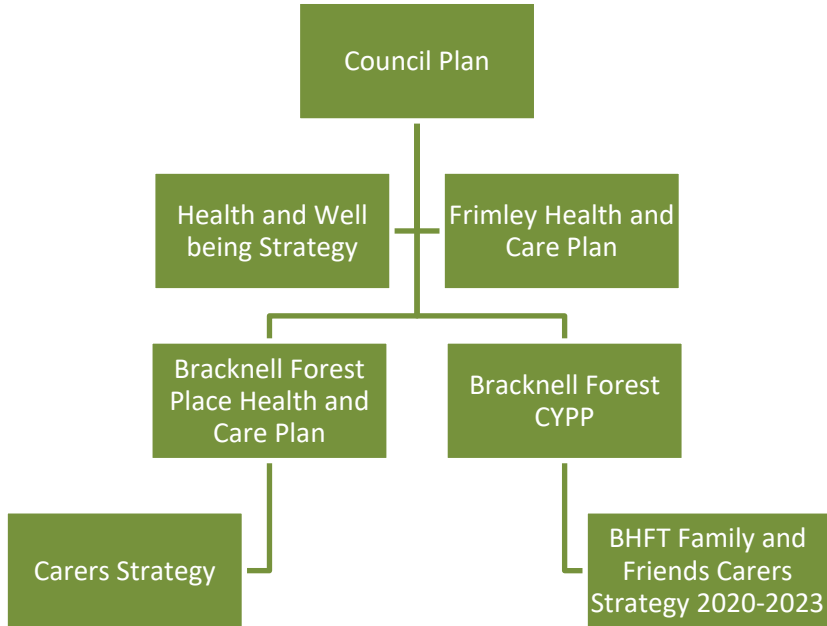 Council Plan
Health and Well
being Strategy
Frimley Health and
Care Plan
Bracknell Forest
Place Health and
Care Plan
Bracknell Forest
CYPP
Carers Strategy
BHFT Family and
Friends Carers
Strategy 2020-2023